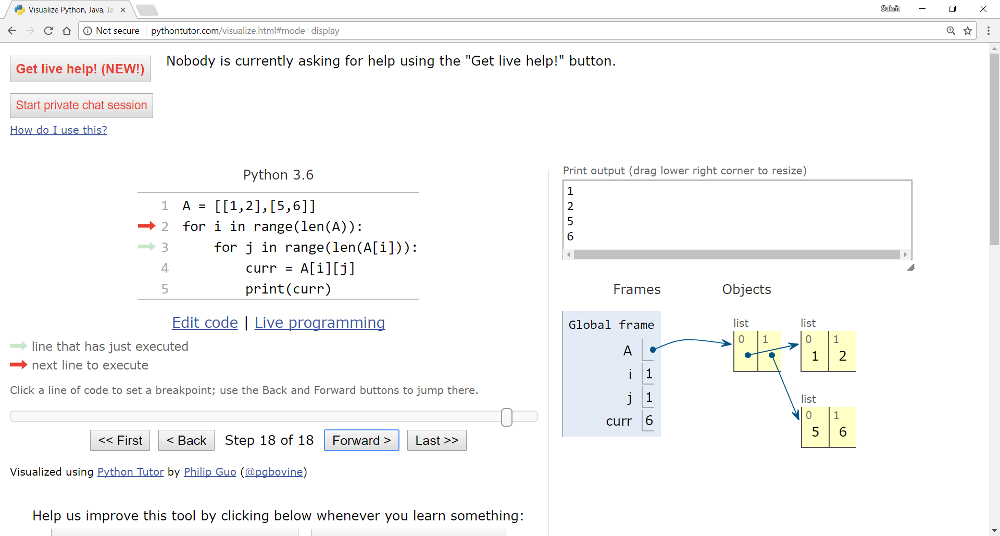 Visualize Python, Java, Ja
Sukrit
Not secure pythontutor.com/visualize.html#mode=display
Get live help! (NEW!)
Nobody is currently asking for help using the "Get live help!" button.
Start private chat session
How do I use this?
Python 3.6
1 A = [[1,2],[5,6]]
2 for i in range(len(A)):
3 for j in range(len(A[i])):
4 curr = A[i][j]
5 print(curr)
Edit code | Live programming
line that has just executed
next line to execute
Click a line of code to set a breakpoint; use the Back and Forward buttons to jump there.
<< First < Back Step 18 of 18 Forward > Last >>
Visualized using Python Tutor by Philip Guo (@pgbovine)
Help us improve this tool by clicking below whenever you learn something:
Print output (drag lower right corner to resize)
1
2
5
6
Frames Objects
Global frame
A
i 1
j 1
curr 6
list
0 1
list
0 1
1 2
list
0 1
5 6